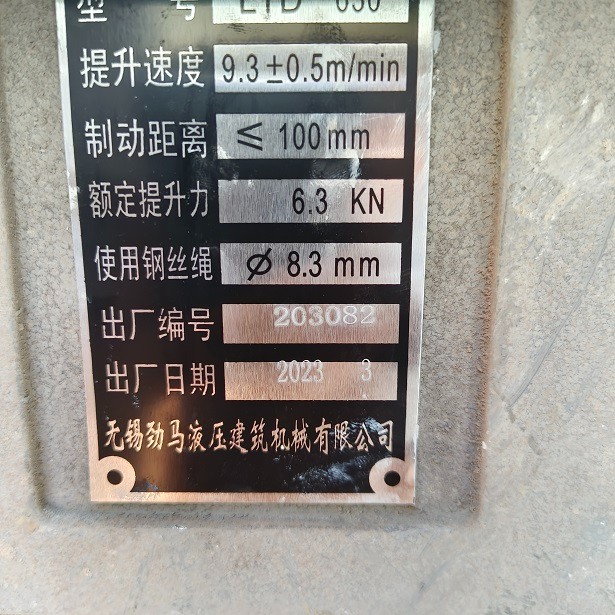 型 号
提升速度 9.3±0.5m/min
制动距离 ≤ 100mm
额定提升力 6.3 KN
使用钢丝绳 ϕ 8.3 mm
出厂编号 203082
出厂日期 2023 3
无锡劲马液压建筑机械有限公司